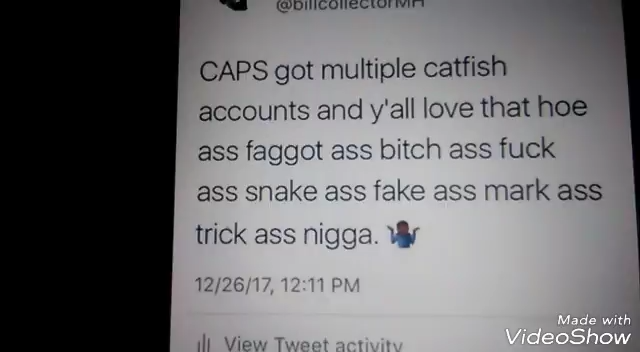 @billcollectorMH
CAPS got multiple catfish
accounts and y'all love that hoe
ass faggot ass bitch ass fuck
ass snake ass fake ass mark ass
trick ass nigga. 🤷🏿‍♂️
12/26/17, 12:11 PM
View Tweet activity
Made with
VideoShow